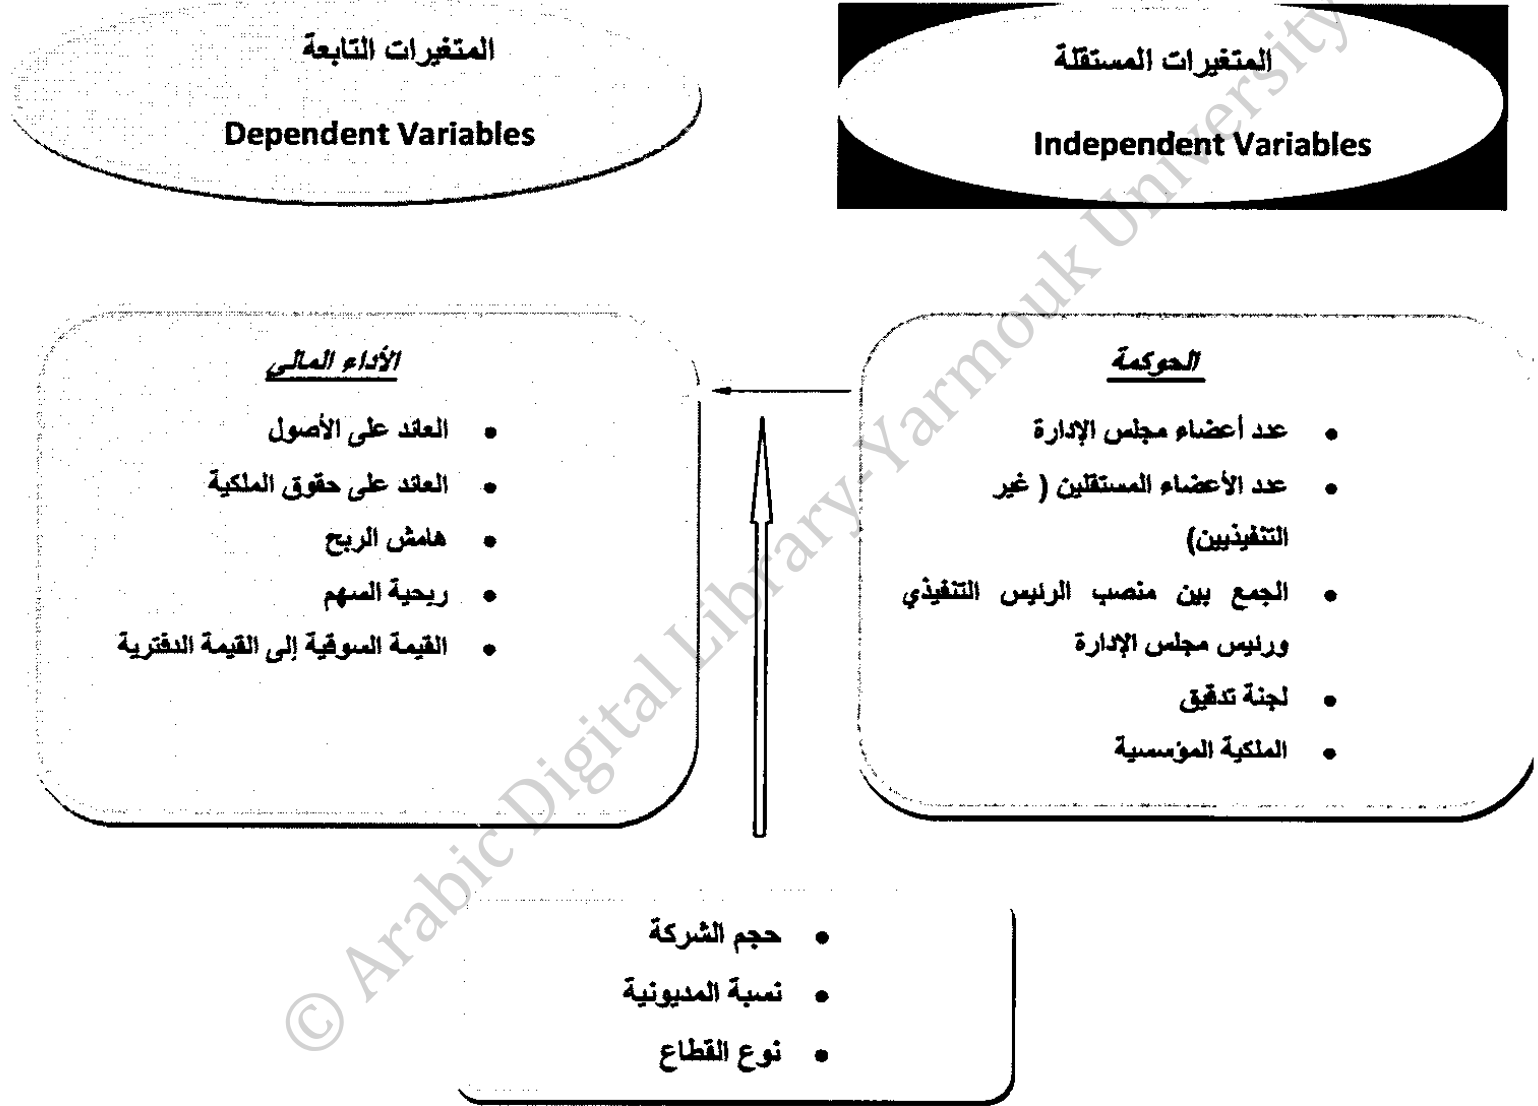 المتغيرات المستقلة
Independent Variables
المتغيرات التابعة
Dependent Variables
الحوكمة
• عدد أعضاء مجلس الإدارة
• عدد الأعضاء المستقلين ( غير
التنفيذيين)
• الجمع بين منصب الرئيس التنفيذي
ورئيس مجلس الإدارة
• لجنة تدقيق
• الملكية المؤسسية
الأداء المالي
• العائد على الأصول
• العائد على حقوق الملكية
• هامش الربح
• ربحية السهم
• القيمة السوقية إلى القيمة الدفترية
• حجم الشركة
• نسبة المديونية
• نوع القطاع
© Arabic Digital Library-Yarmouk University